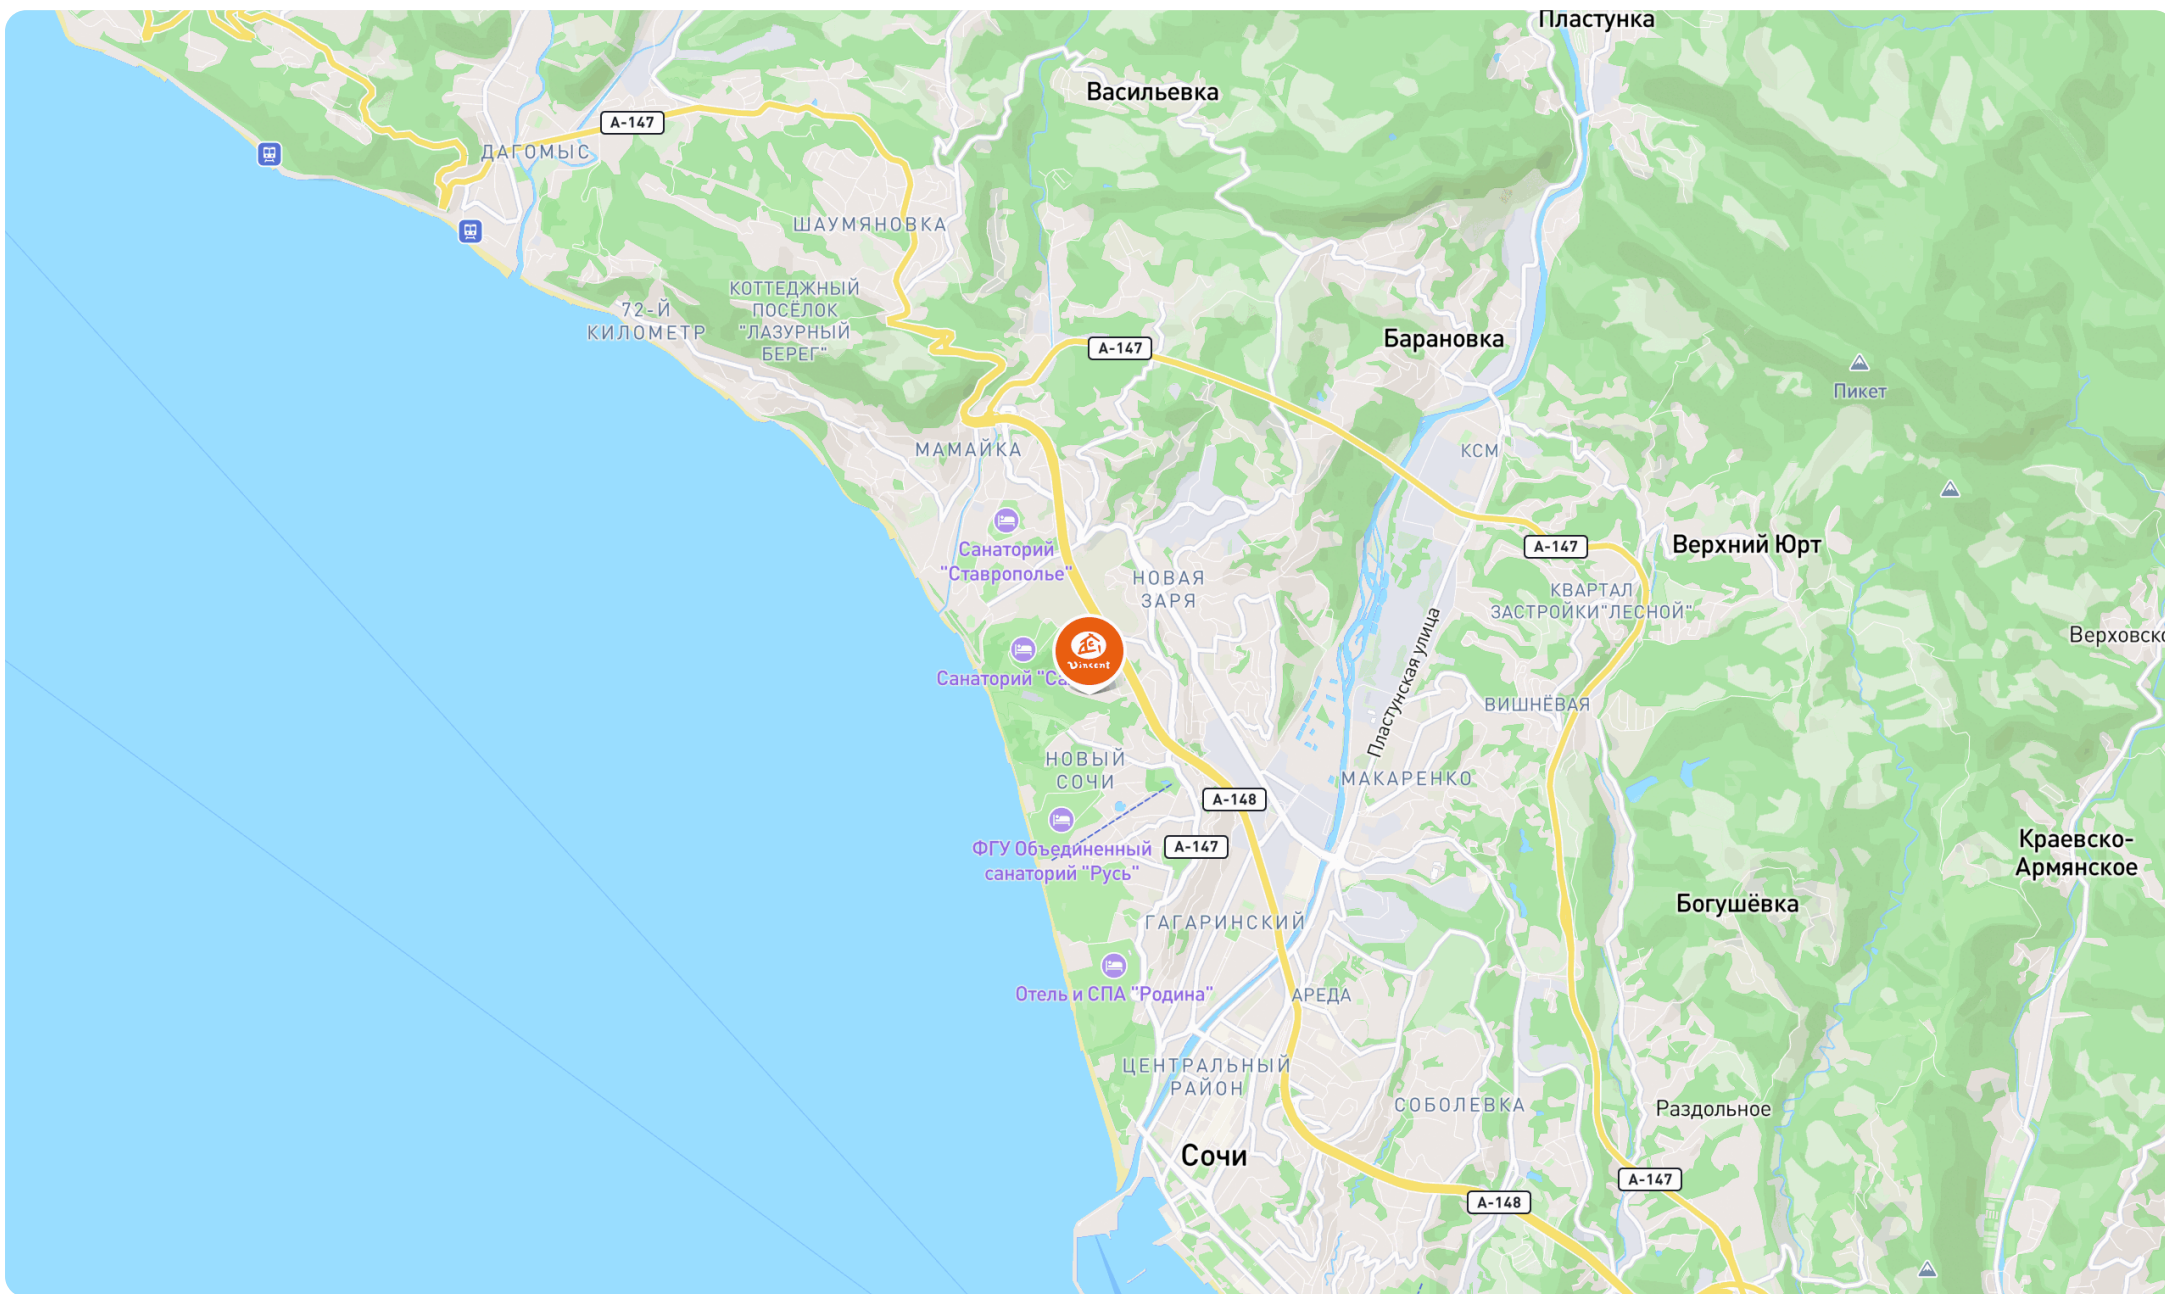 Пластунка
Васильевка
А-147
ДАГОМЫС
ШАУМЯНОВКА
КОТТЕДЖНЫЙ
ПОСЁЛОК
"ЛАЗУРНЫЙ
БЕРЕГ"
72-Й
КИЛОМЕТР
А-147
Барановка
Пикет
МАМАЙКА
КСМ
Санаторий
"Ставрополье"
НОВАЯ
ЗАРЯ
А-147
Верхний Юрт
КВАРТАЛ
ЗАСТРОЙКИ"ЛЕСНОЙ"
Верховско
Vincent
Санаторий "Са
Пластунская улица
ВИШНЁВАЯ
НОВЫЙ
СОЧИ
МАКАРЕНКО
А-148
А-147
ФГУ Объединенный
санаторий "Русь"
Краевско-
Армянское
Богушёвка
ГАГАРИНСКИЙ
Отель и СПА "Родина"
АРЕДА
ЦЕНТРАЛЬНЫЙ
РАЙОН
СОБОЛЕВКА
Раздольное
Сочи
А-147
А-148